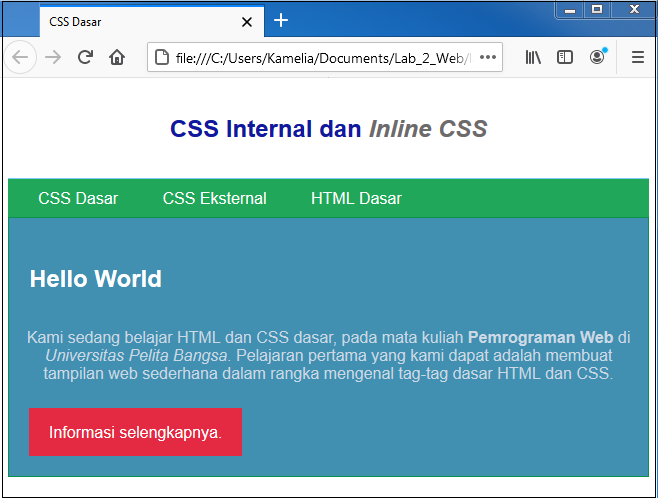 CSS Dasar
file:///C:/Users/Kamelia/Documents/Lab_2_Web/
CSS Internal dan Inline CSS
CSS Dasar CSS Eksternal HTML Dasar
Hello World
Kami sedang belajar HTML dan CSS dasar, pada mata kuliah Pemrograman Web di
Universitas Pelita Bangsa. Pelajaran pertama yang kami dapat adalah membuat
tampilan web sederhana dalam rangka mengenal tag-tag dasar HTML dan CSS.
Informasi selengkapnya.